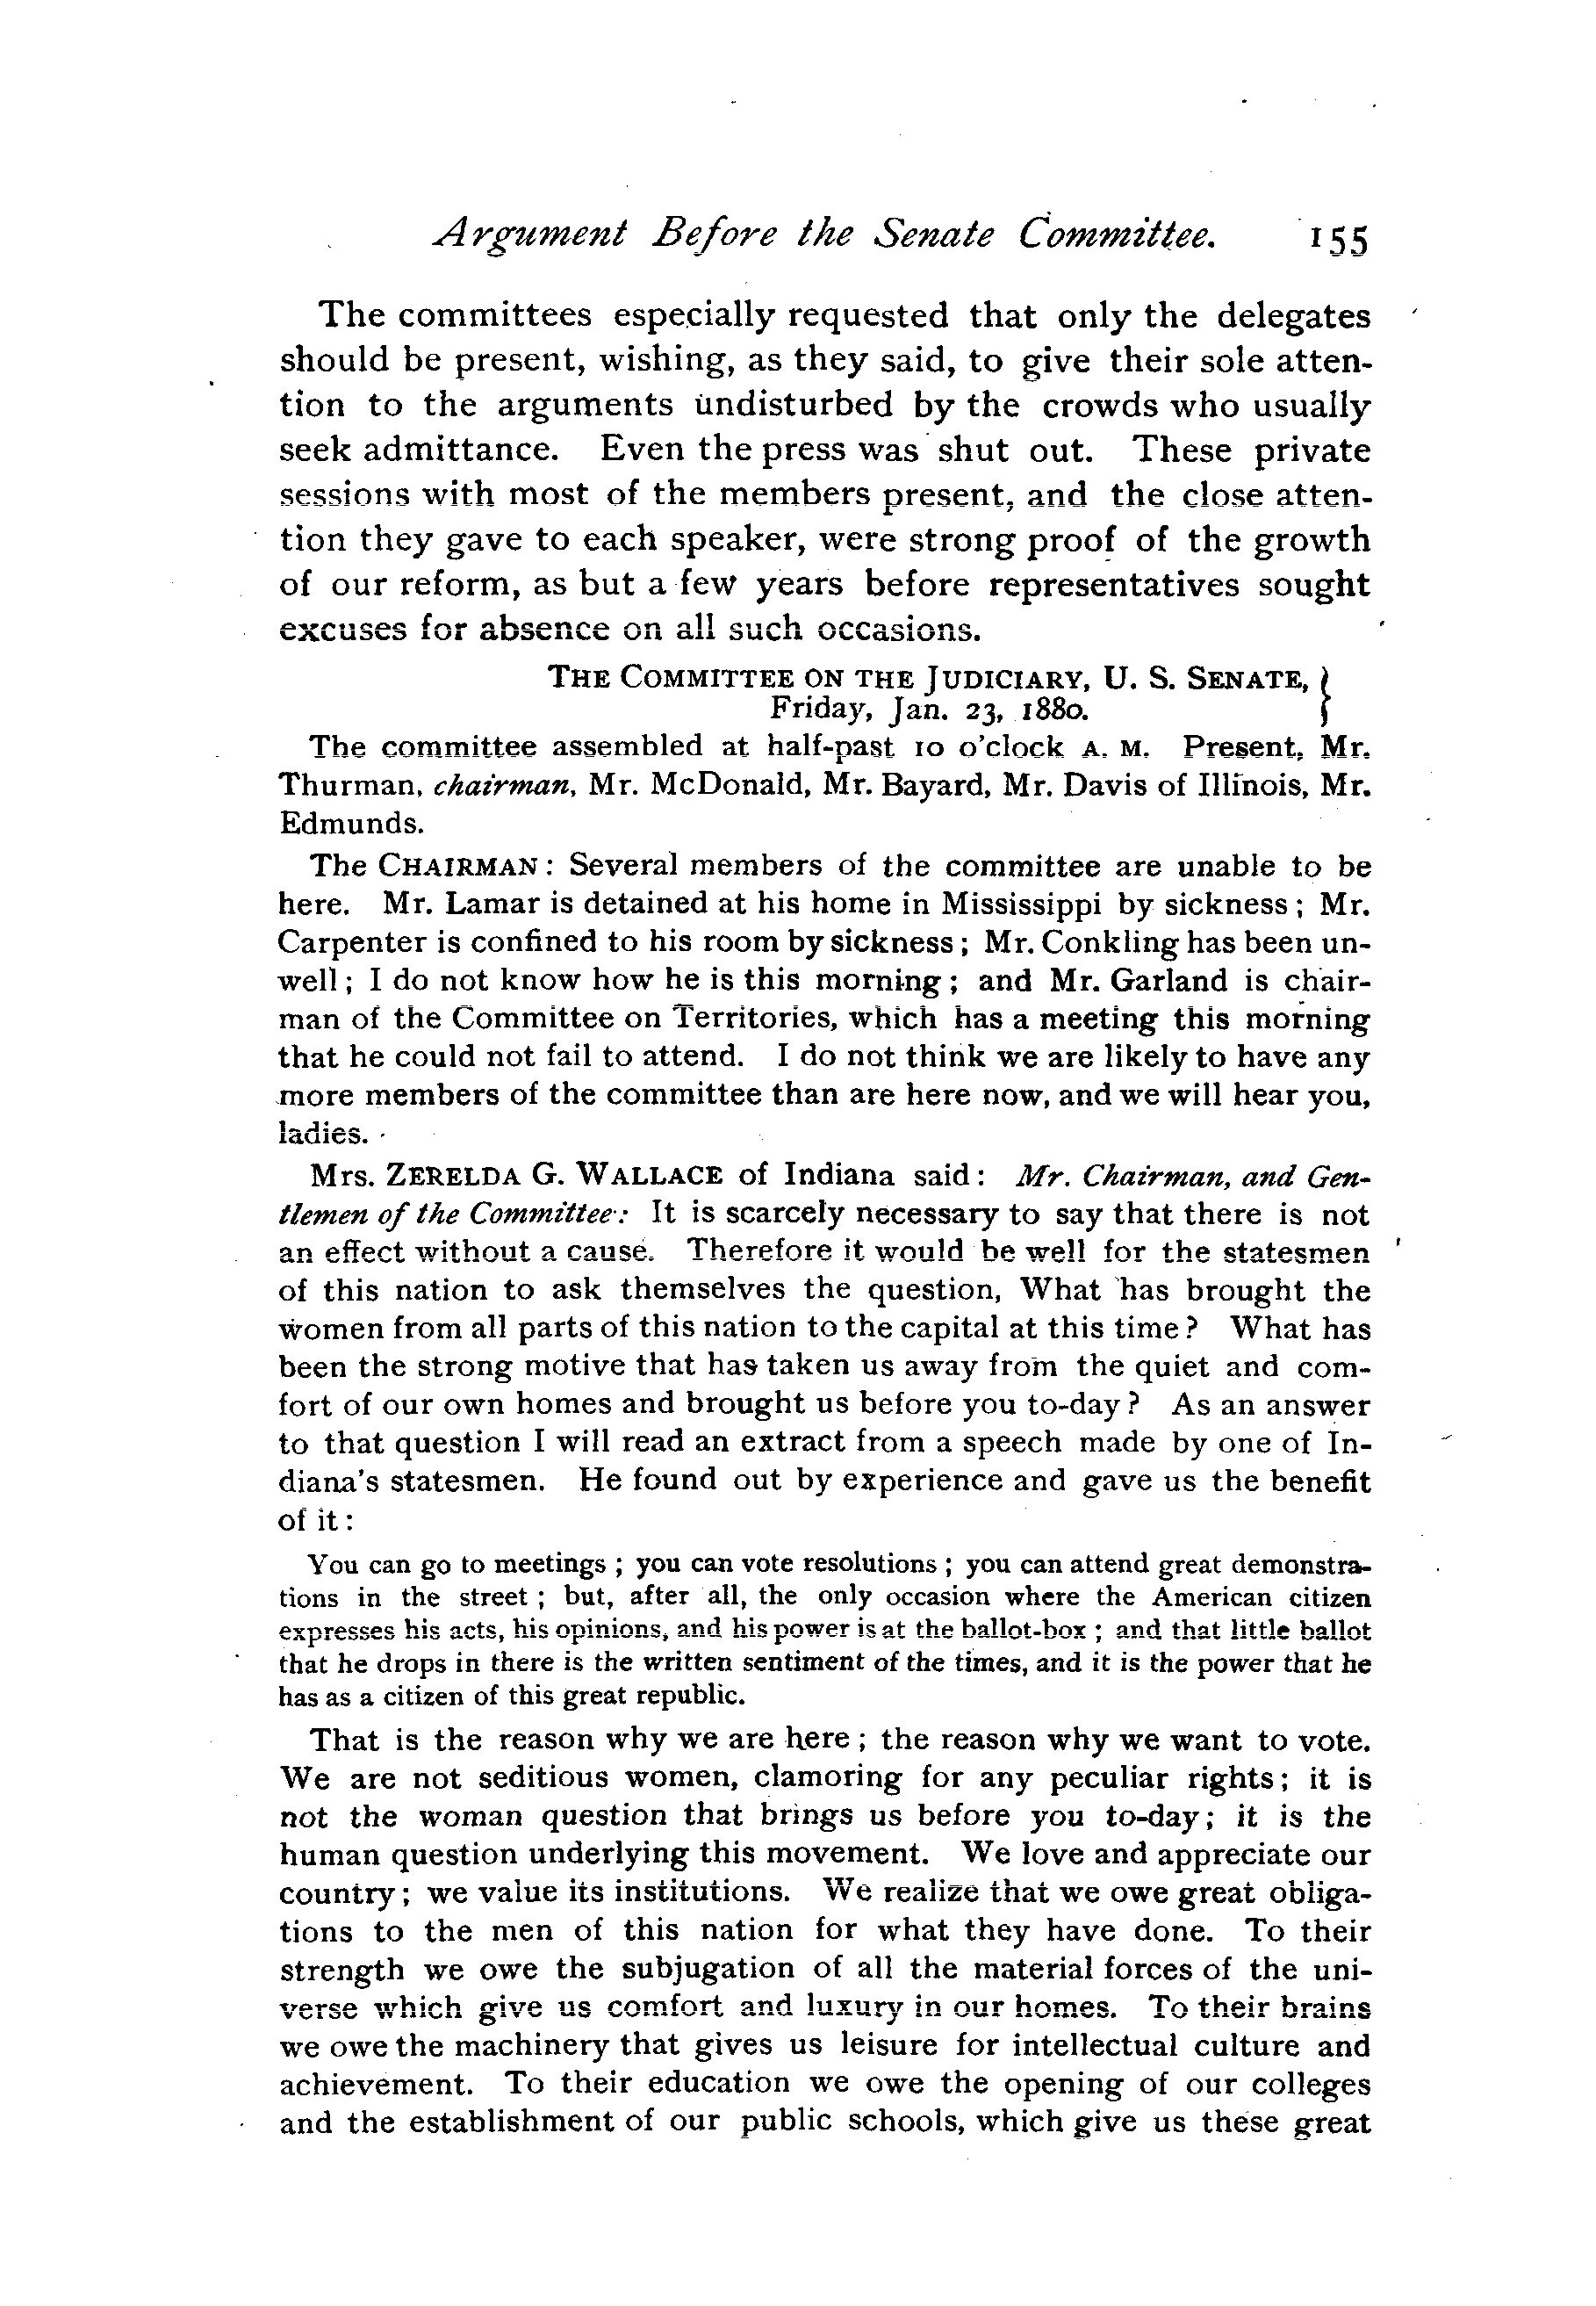 Argument Before the Senate Committee. 155
The committees especially requested that only the delegates
should be present, wishing, as they said, to give their sole atten-
tion to the arguments undisturbed by the crowds who usually
seek admittance. Even the press was shut out. These private
sessions with most of the members present, and the close atten-
tion they gave to each speaker, were strong proof of the growth
of our reform, as but a few years before representatives sought
excuses for absence on all such occasions.
THE COMMITTEE ON THE JUDICIARY, U. S. SENATE, }
Friday, Jan. 23, 1880.
The committee assembled at half-past 10 o'clock A. M. Present, Mr.
Thurman, chairman, Mr. McDonald, Mr. Bayard, Mr. Davis of Illinois, Mr.
Edmunds.
The CHAIRMAN : Several members of the committee are unable to be
here. Mr. Lamar is detained at his home in Mississippi by sickness ; Mr.
Carpenter is confined to his room by sickness ; Mr. Conkling has been un-
well ; I do not know how he is this morning ; and Mr. Garland is chair-
man of the Committee on Territories, which has a meeting this morning
that he could not fail to attend. I do not think we are likely to have any
more members of the committee than are here now, and we will hear you,
ladies.
Mrs. ZERELDA G. WALLACE of Indiana said : Mr. Chairman, and Gen-
tlemen of the Committee : It is scarcely necessary to say that there is not
an effect without a cause. Therefore it would be well for the statesmen
of this nation to ask themselves the question, What has brought the
women from all parts of this nation to the capital at this time ? What has
been the strong motive that has taken us away from the quiet and com-
fort of our own homes and brought us before you to-day ? As an answer
to that question I will read an extract from a speech made by one of In-
diana's statesmen. He found out by experience and gave us the benefit
of it :
You can go to meetings ; you can vote resolutions ; you can attend great demonstra-
tions in the street ; but, after all, the only occasion where the American citizen
expresses his acts, his opinions, and his power is at the ballot-box ; and that little ballot
that he drops in there is the written sentiment of the times, and it is the power that he
has as a citizen of this great republic.
That is the reason why we are here ; the reason why we want to vote.
We are not seditious women, clamoring for any peculiar rights ; it is
not the woman question that brings us before you to-day ; it is the
human question underlying this movement. We love and appreciate our
country ; we value its institutions. We realize that we owe great obliga-
tions to the men of this nation for what they have done. To their
strength we owe the subjugation of all the material forces of the uni-
verse which give us comfort and luxury in our homes. To their brains
we owe the machinery that gives us leisure for intellectual culture and
achievement. To their education we owe the opening of our colleges
and the establishment of our public schools, which give us these great